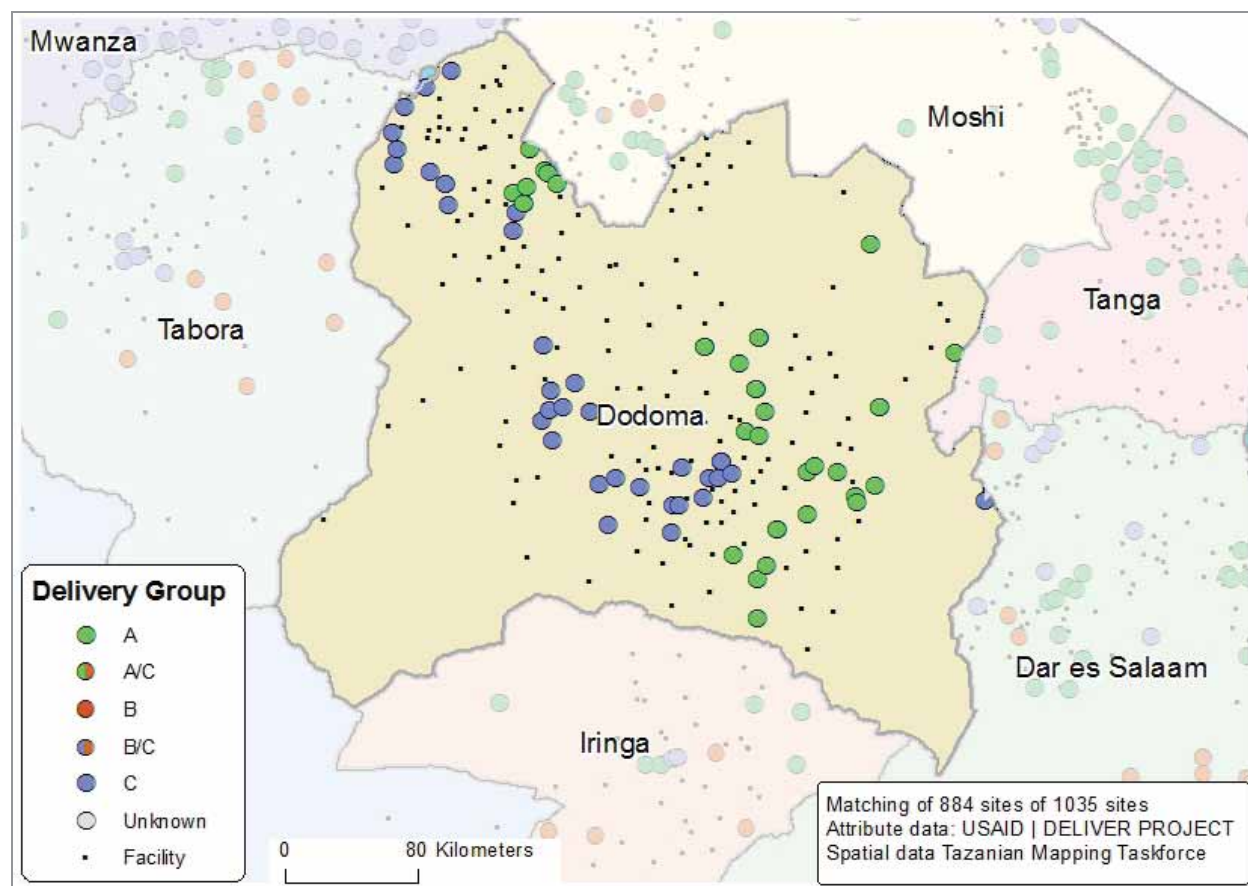 Mwanza
Moshi
Tanga
Tabora
Dodoma
Dar es Salaam
Iringa
Delivery Group
A
A/C
B
B/C
C
Unknown
Facility
0 80 Kilometers
Matching of 884 sites of 1035 sites
Attribute data: USAID | DELIVER PROJECT
Spatial data Tazanian Mapping Taskforce